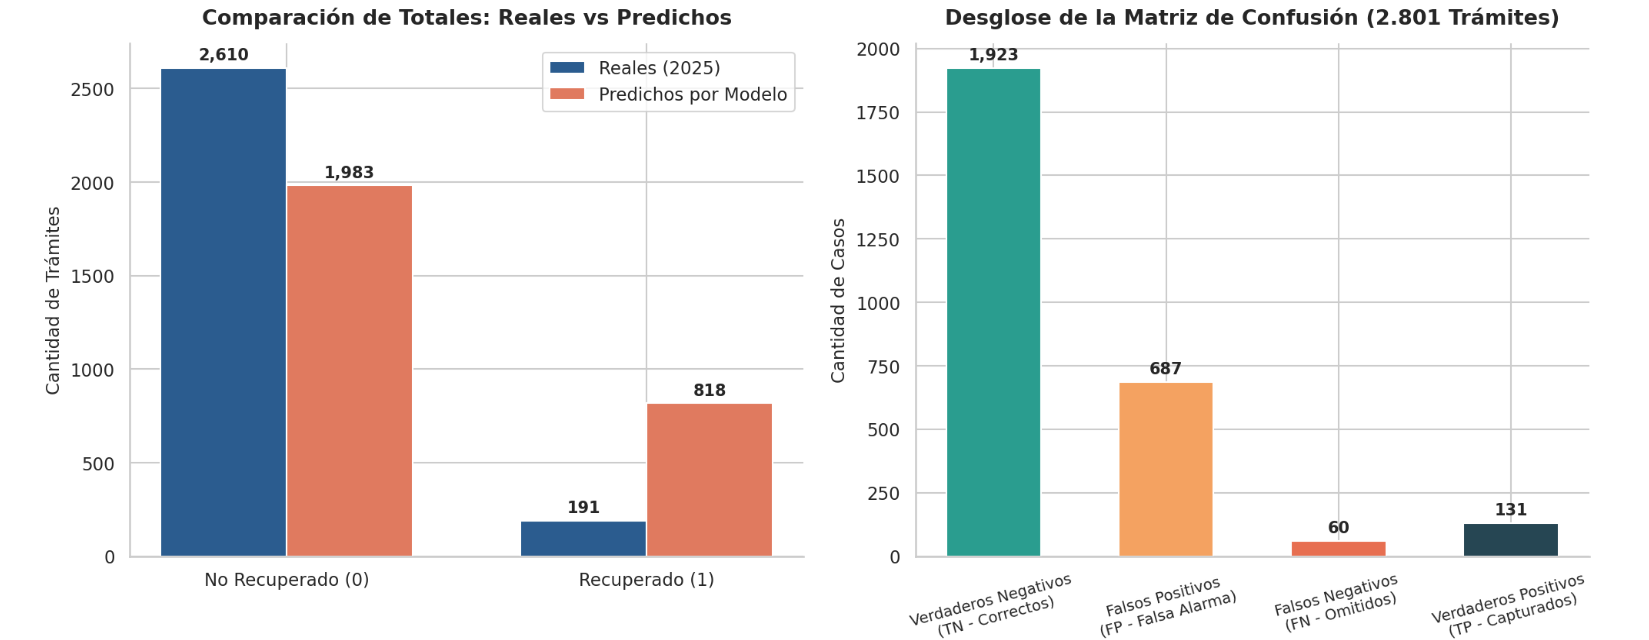 Comparación de Totales: Reales vs Predichos
Cantidad de Trámites
2500
2000
1500
1000
500
0
2,610
1,983
191
818
Reales (2025)
Predichos por Modelo
No Recuperado (0)
Recuperado (1)
Desglose de la Matriz de Confusión (2.801 Trámites)
Cantidad de Casos
2000
1750
1500
1250
1000
750
500
250
0
1,923
687
60
131
Verdaderos Negativos
(TN - Correctos)
Falsos Positivos
(FP - Falsa Alarma)
Falsos Negativos
(FN - Omitidos)
Verdaderos Positivos
(TP - Capturados)